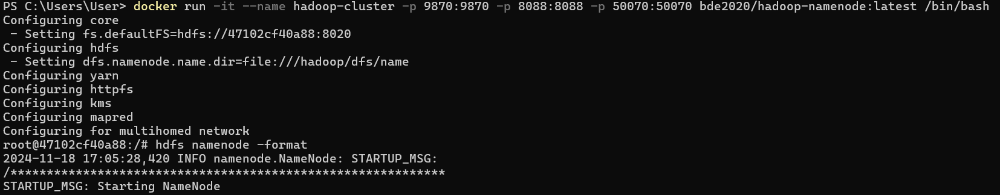 PS C:\Users\User> docker run -it --name hadoop-cluster -p 9870:9870 -p 8088:8088 -p 50070:50070 bde2020/hadoop-namenode:latest /bin/bash
Configuring core
 - Setting fs.defaultFS=hdfs://47102cf40a88:8020
Configuring hdfs
 - Setting dfs.namenode.name.dir=file:///hadoop/dfs/name
Configuring yarn
Configuring httpfs
Configuring kms
Configuring mapred
Configuring for multihomed network
root@47102cf40a88:/# hdfs namenode -format
2024-11-18 17:05:28,420 INFO namenode.NameNode: STARTUP_MSG:
/************************************************************
STARTUP_MSG: Starting NameNode